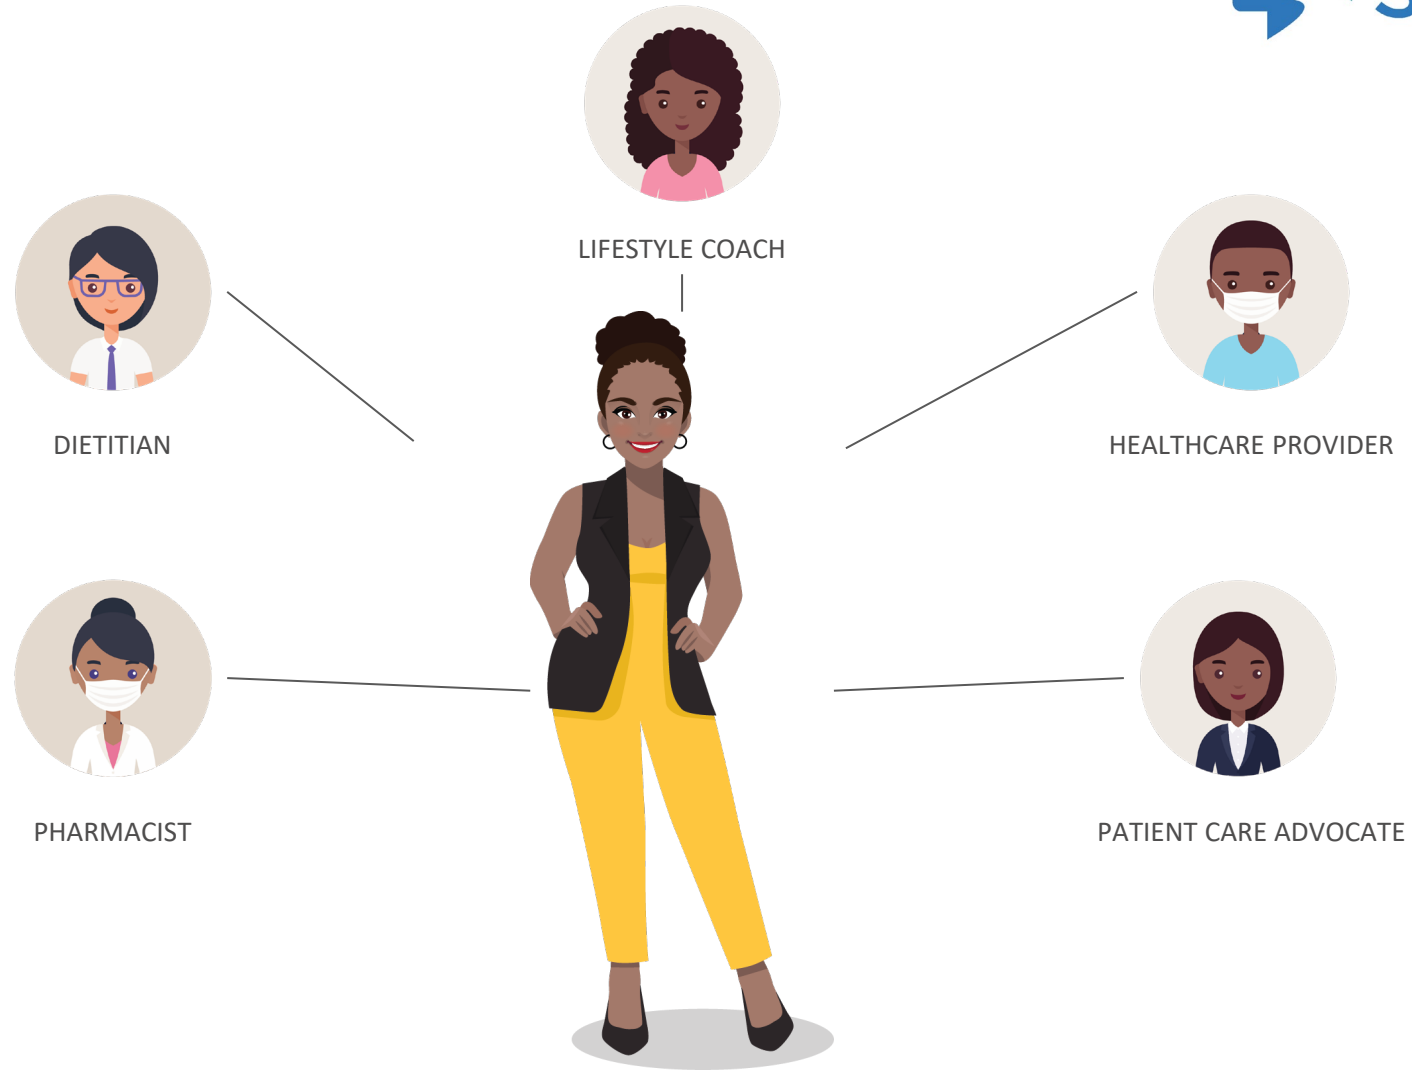 LIFESTYLE COACH
DIETITIAN
HEALTHCARE PROVIDER
PHARMACIST
PATIENT CARE ADVOCATE